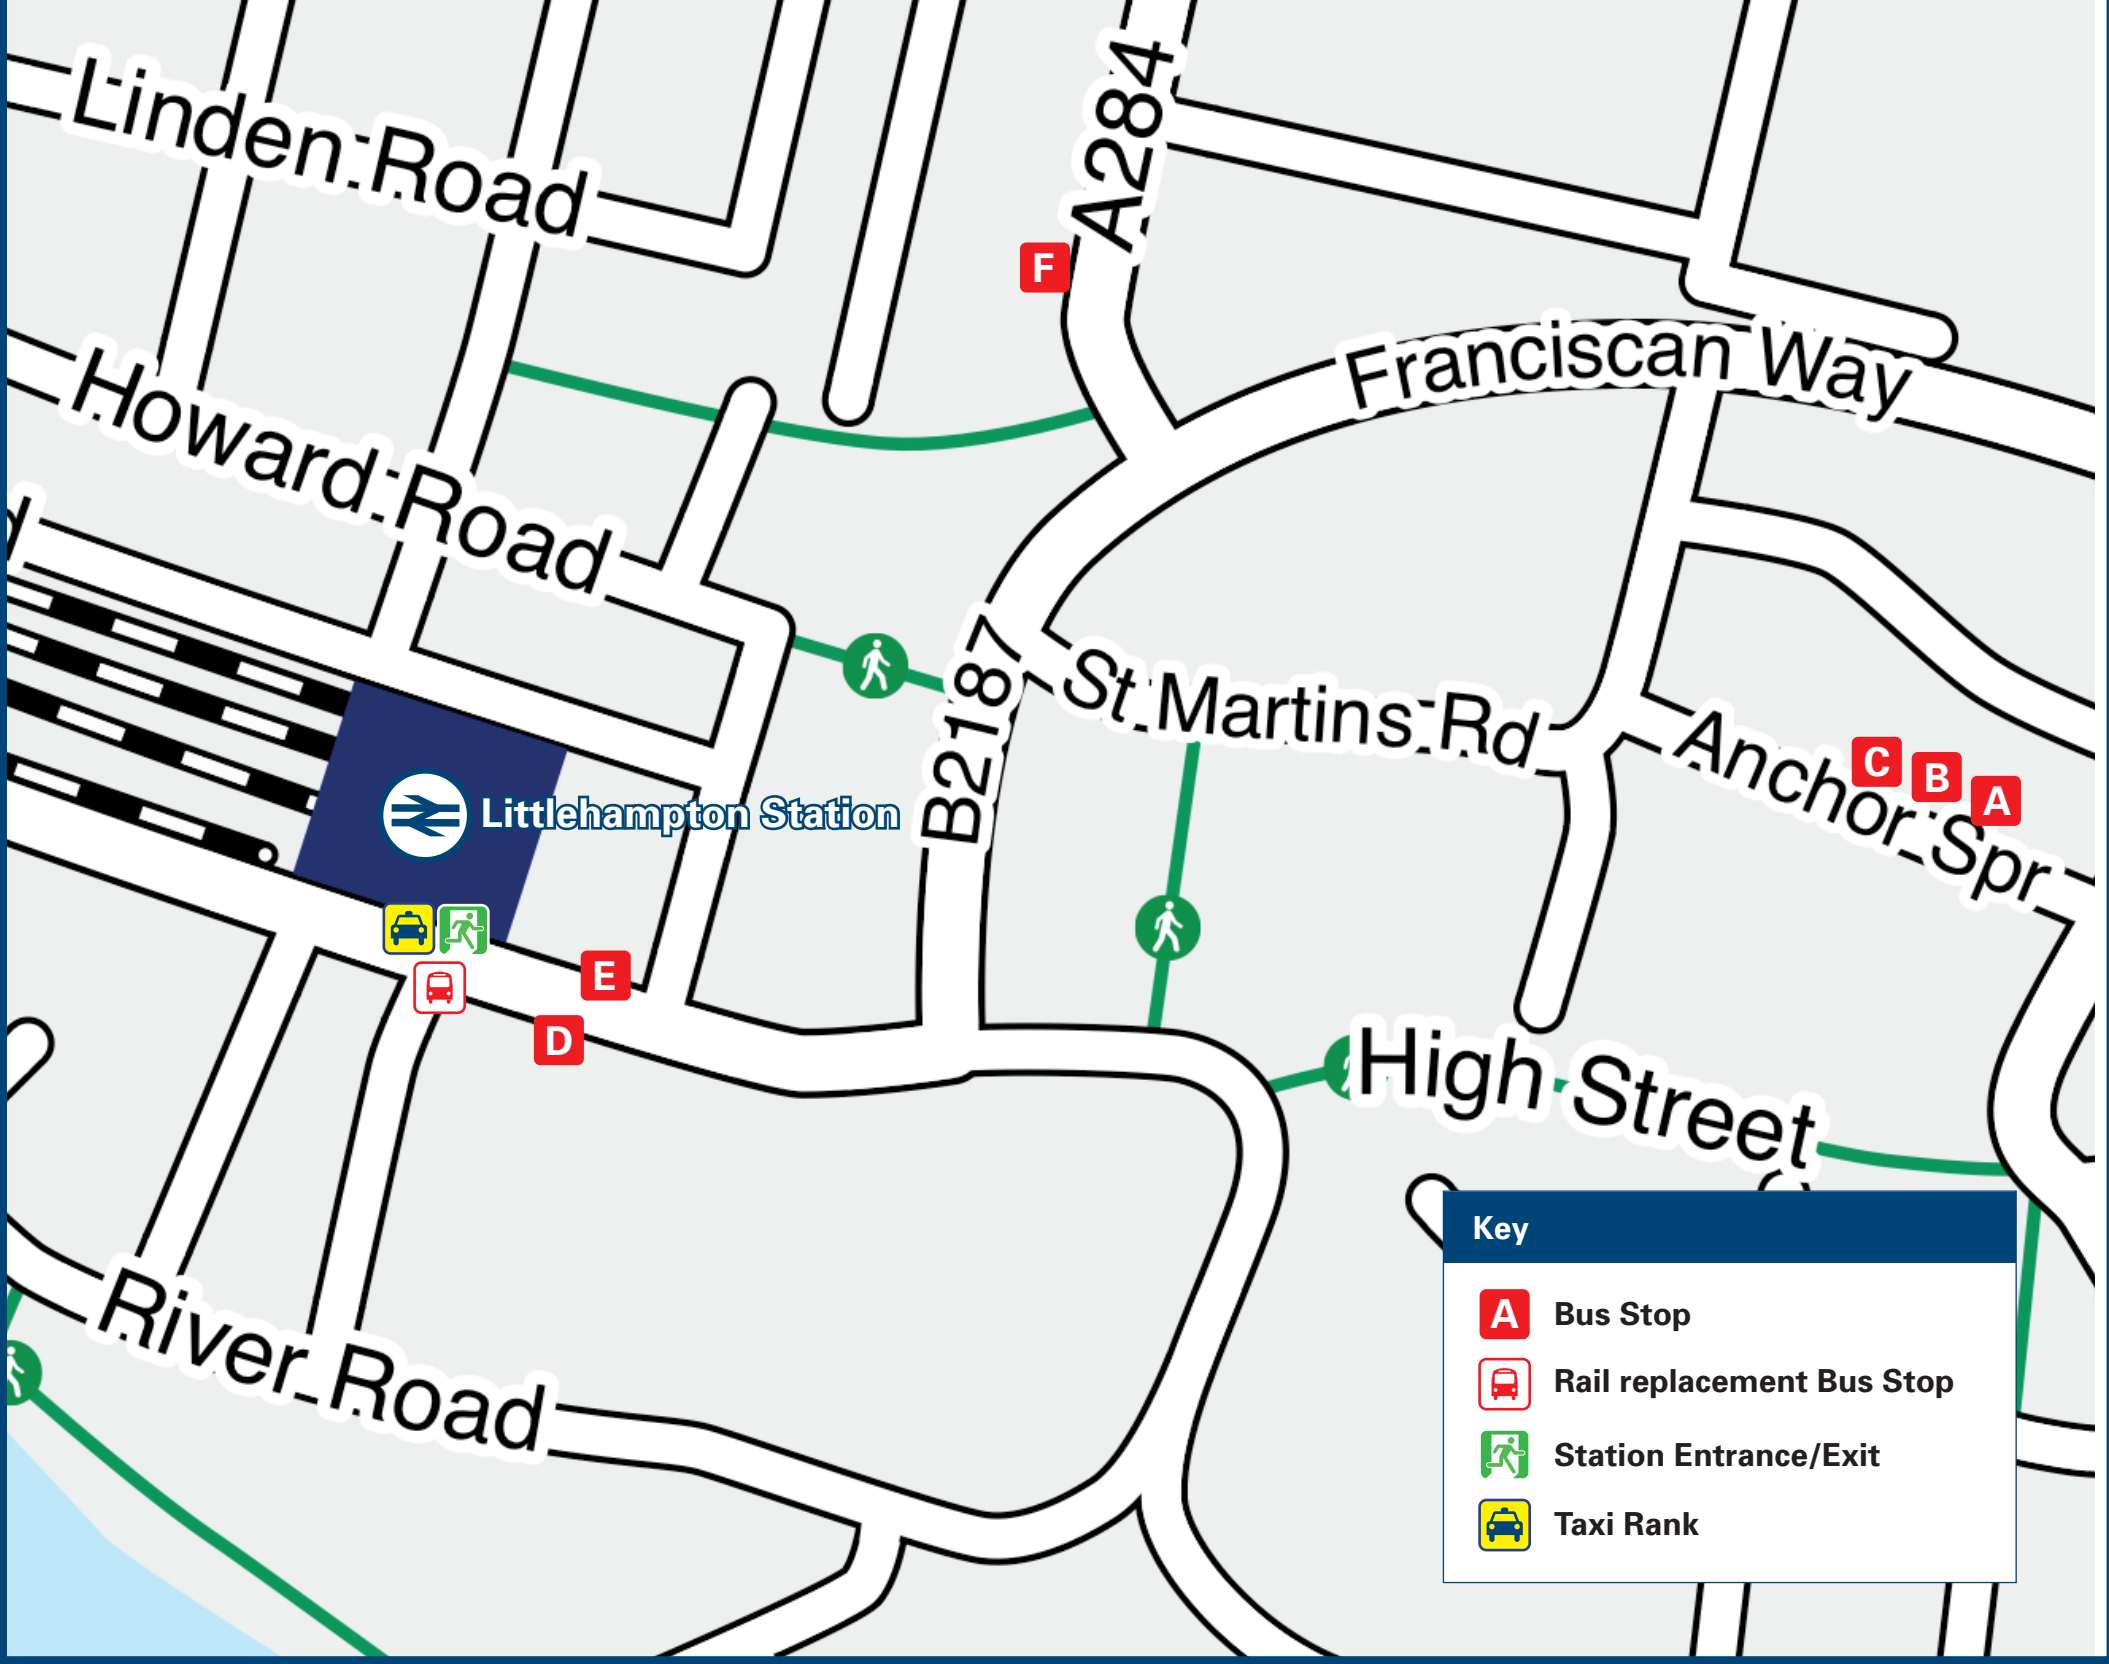 Linden Road
A284
F
Franciscan Way
Howard Road
d
B2187
St Martins Rd
Anchor Spr
C
B
A
Littlehampton Station
E
D
High Street
River Road
Key
A Bus Stop
Rail replacement Bus Stop
Station Entrance/Exit
Taxi Rank